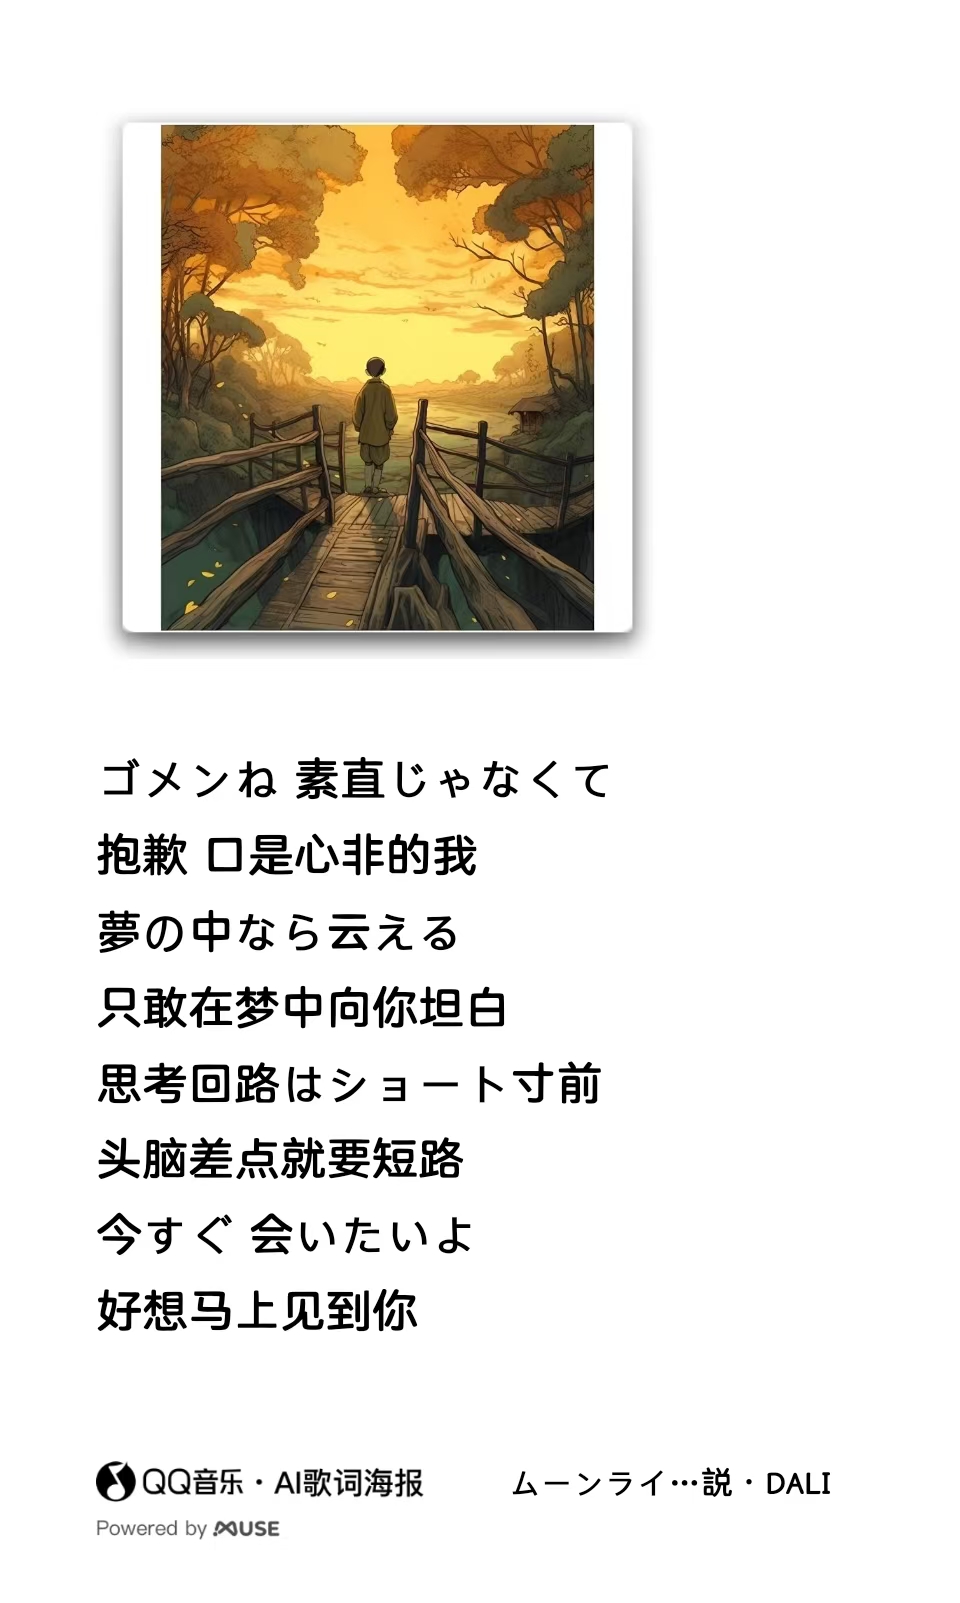 ゴメンね 素直じゃなくて
抱歉 口是心非的我
夢の中なら云える
只敢在梦中向你坦白
思考回路はショート寸前
头脑差点就要短路
今すぐ 会いたいよ
好想马上见到你
QQ音乐・AI歌词海报
ムーンライ…説・DALI
Powered by MUSE